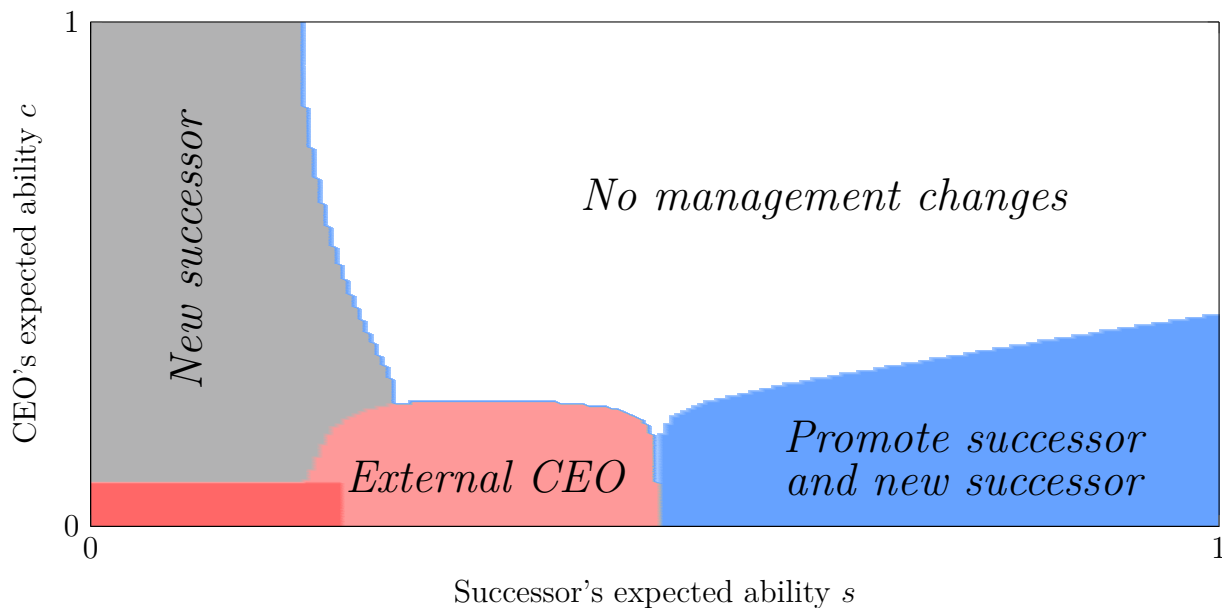 1
CEO's expected ability c
New successor
No management changes
External CEO
Promote successor
and new successor
0
0
1
Successor's expected ability s